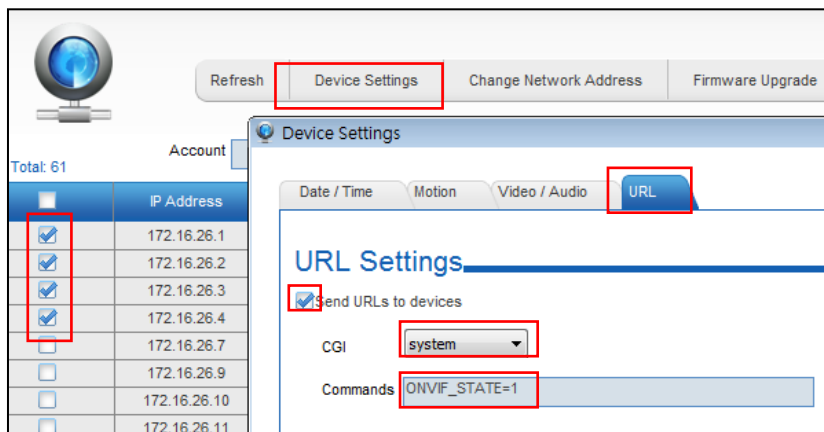 Refresh
Device Settings
Change Network Address
Firmware Upgrade
Account
Total: 61
Device Settings
IP Address
172.16.26.1
172.16.26.2
172.16.26.3
172.16.26.4
172.16.26.7
172.16.26.9
172.16.26.10
172.16.26.11
Date / Time
Motion
Video / Audio
URL
URL Settings
Send URLs to devices
CGI
system
Commands
ONVIF_STATE=1